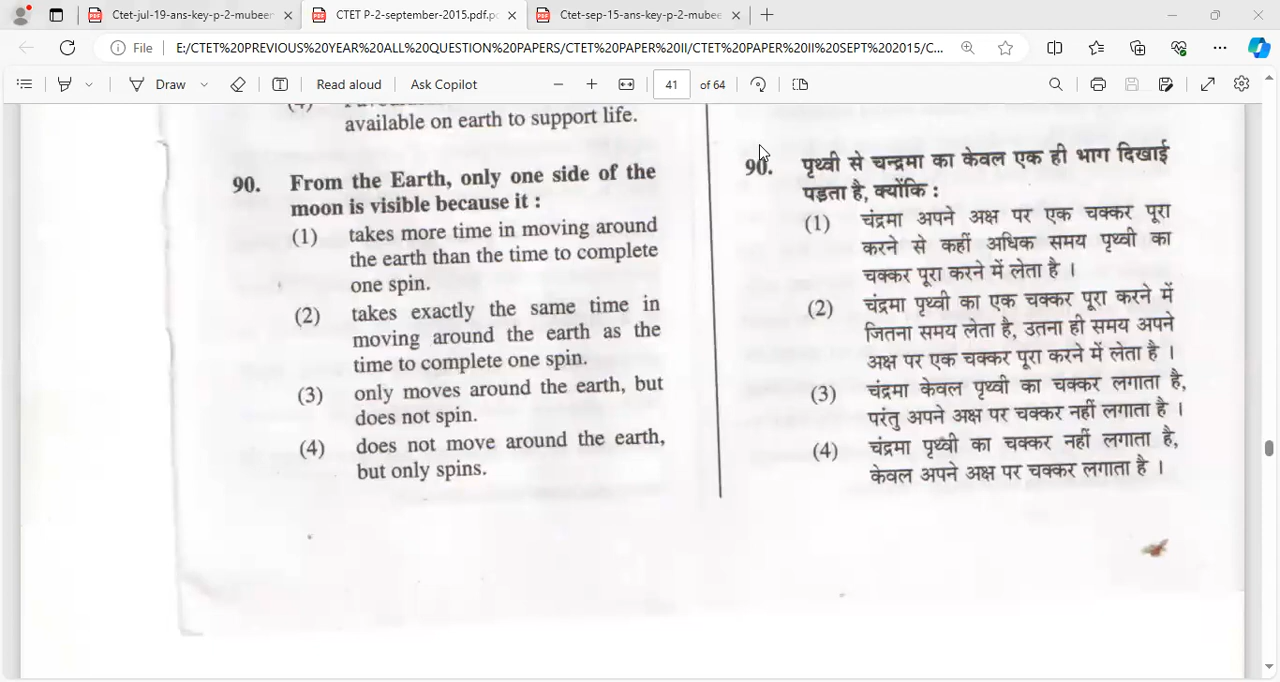 Ctet-jul-19-ans-key-p-2-mubeer
CTET P-2-september-2015.pdf.pd
Ctet-sep-15-ans-key-p-2-mubee
File
E:/CTET%20PREVIOUS%20YEAR%20ALL%20QUESTION%20PAPERS/CTET%20PAPER%20II/CTET%20PAPER%20II%20SEPT%202015/C...
Draw
Read aloud
Ask Copilot
41
of 64
(4)
available on earth to support life.
90. From the Earth, only one side of the
moon is visible because it :
(1) takes more time in moving around
the earth than the time to complete
one spin.
(2) takes exactly the same time in
moving around the earth as the
time to complete one spin.
(3) only moves around the earth, but
does not spin.
(4) does not move around the earth,
but only spins.
90. पृथ्वी से चन्द्रमा का केवल एक ही भाग दिखाई
पड़ता है, क्योंकि :
(1) चंद्रमा अपने अक्ष पर एक चक्कर पूरा
करने से कहीं अधिक समय पृथ्वी का
चक्कर पूरा करने में लेता है ।
(2) चंद्रमा पृथ्वी का एक चक्कर पूरा करने में
जितना समय लेता है, उतना ही समय अपने
अक्ष पर एक चक्कर पूरा करने में लेता है ।
(3) चंद्रमा केवल पृथ्वी का चक्कर लगाता है,
परंतु अपने अक्ष पर चक्कर नहीं लगाता है ।
(4) चंद्रमा पृथ्वी का चक्कर नहीं लगाता है,
केवल अपने अक्ष पर चक्कर लगाता है ।